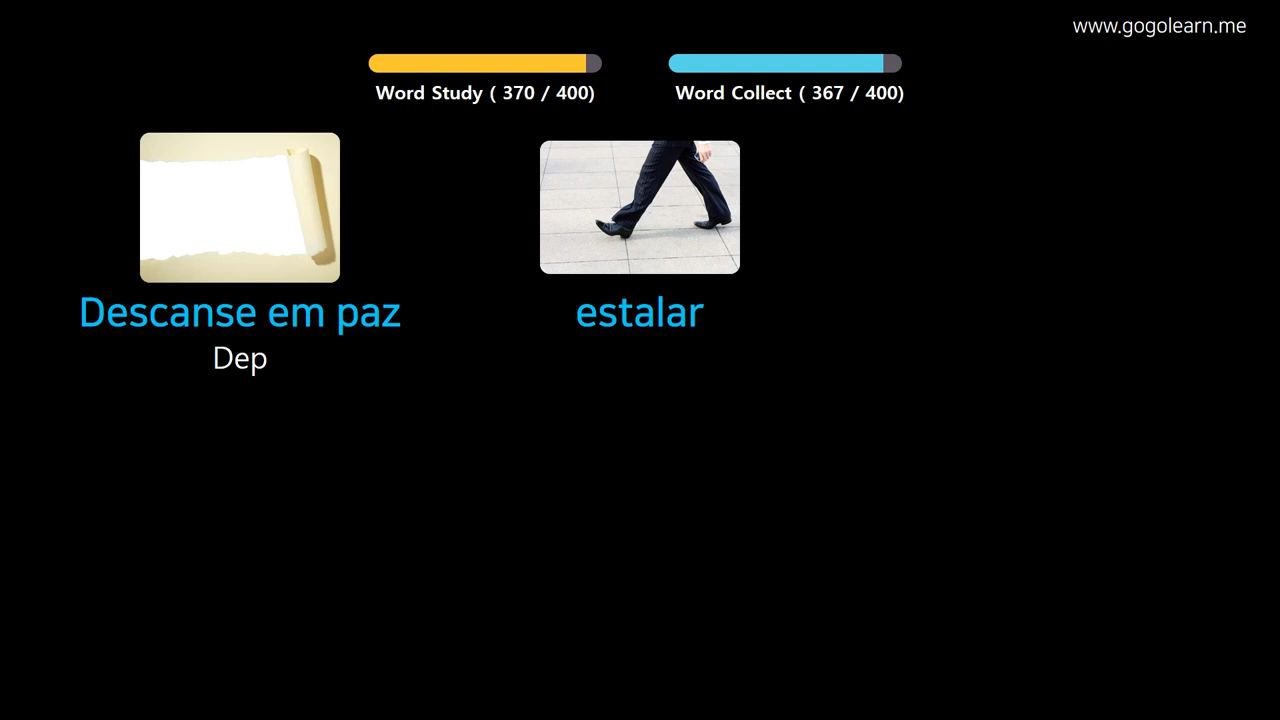 www.gogolearn.me
Word Study ( 370 / 400)
Word Collect ( 367 / 400)
Descanse em paz
Dep
estalar